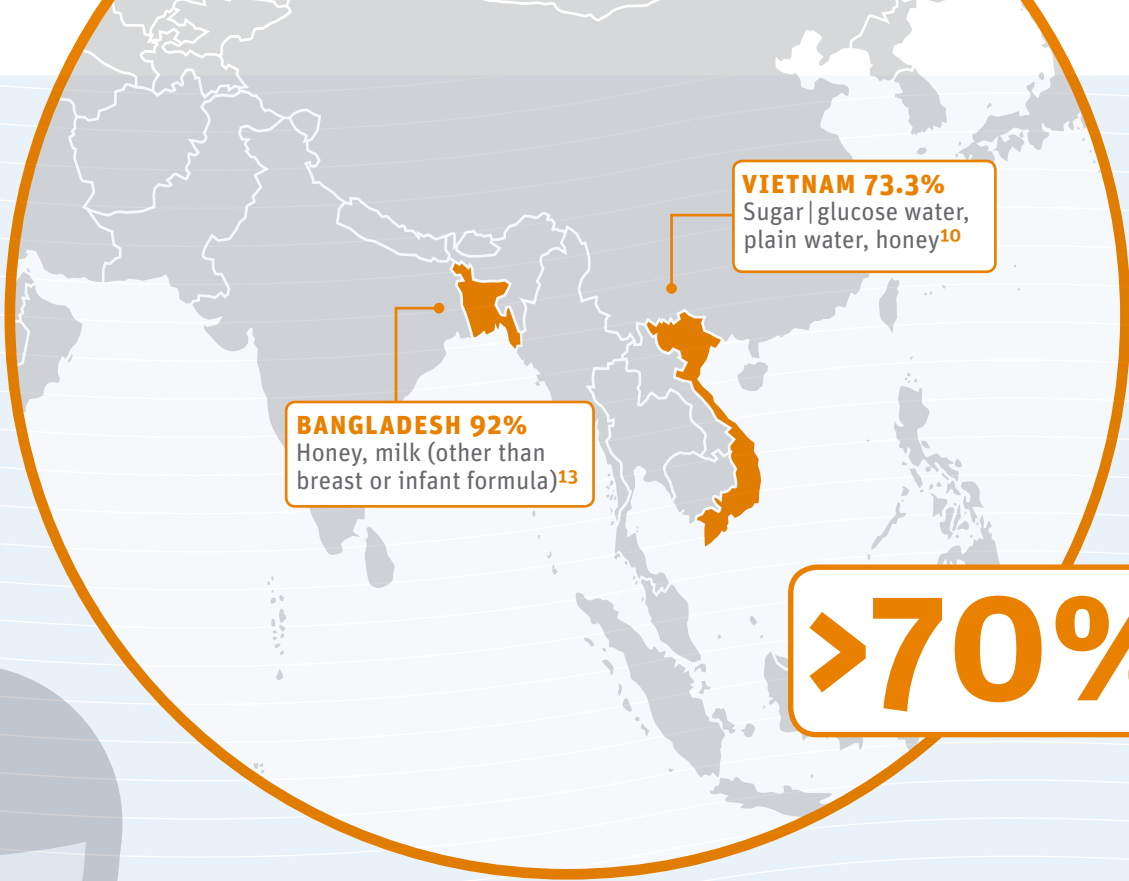 VIETNAM 73.3%
Sugar|glucose water,
plain water, honey10
BANGLADESH 92%
Honey, milk (other than
breast or infant formula)13
>70%